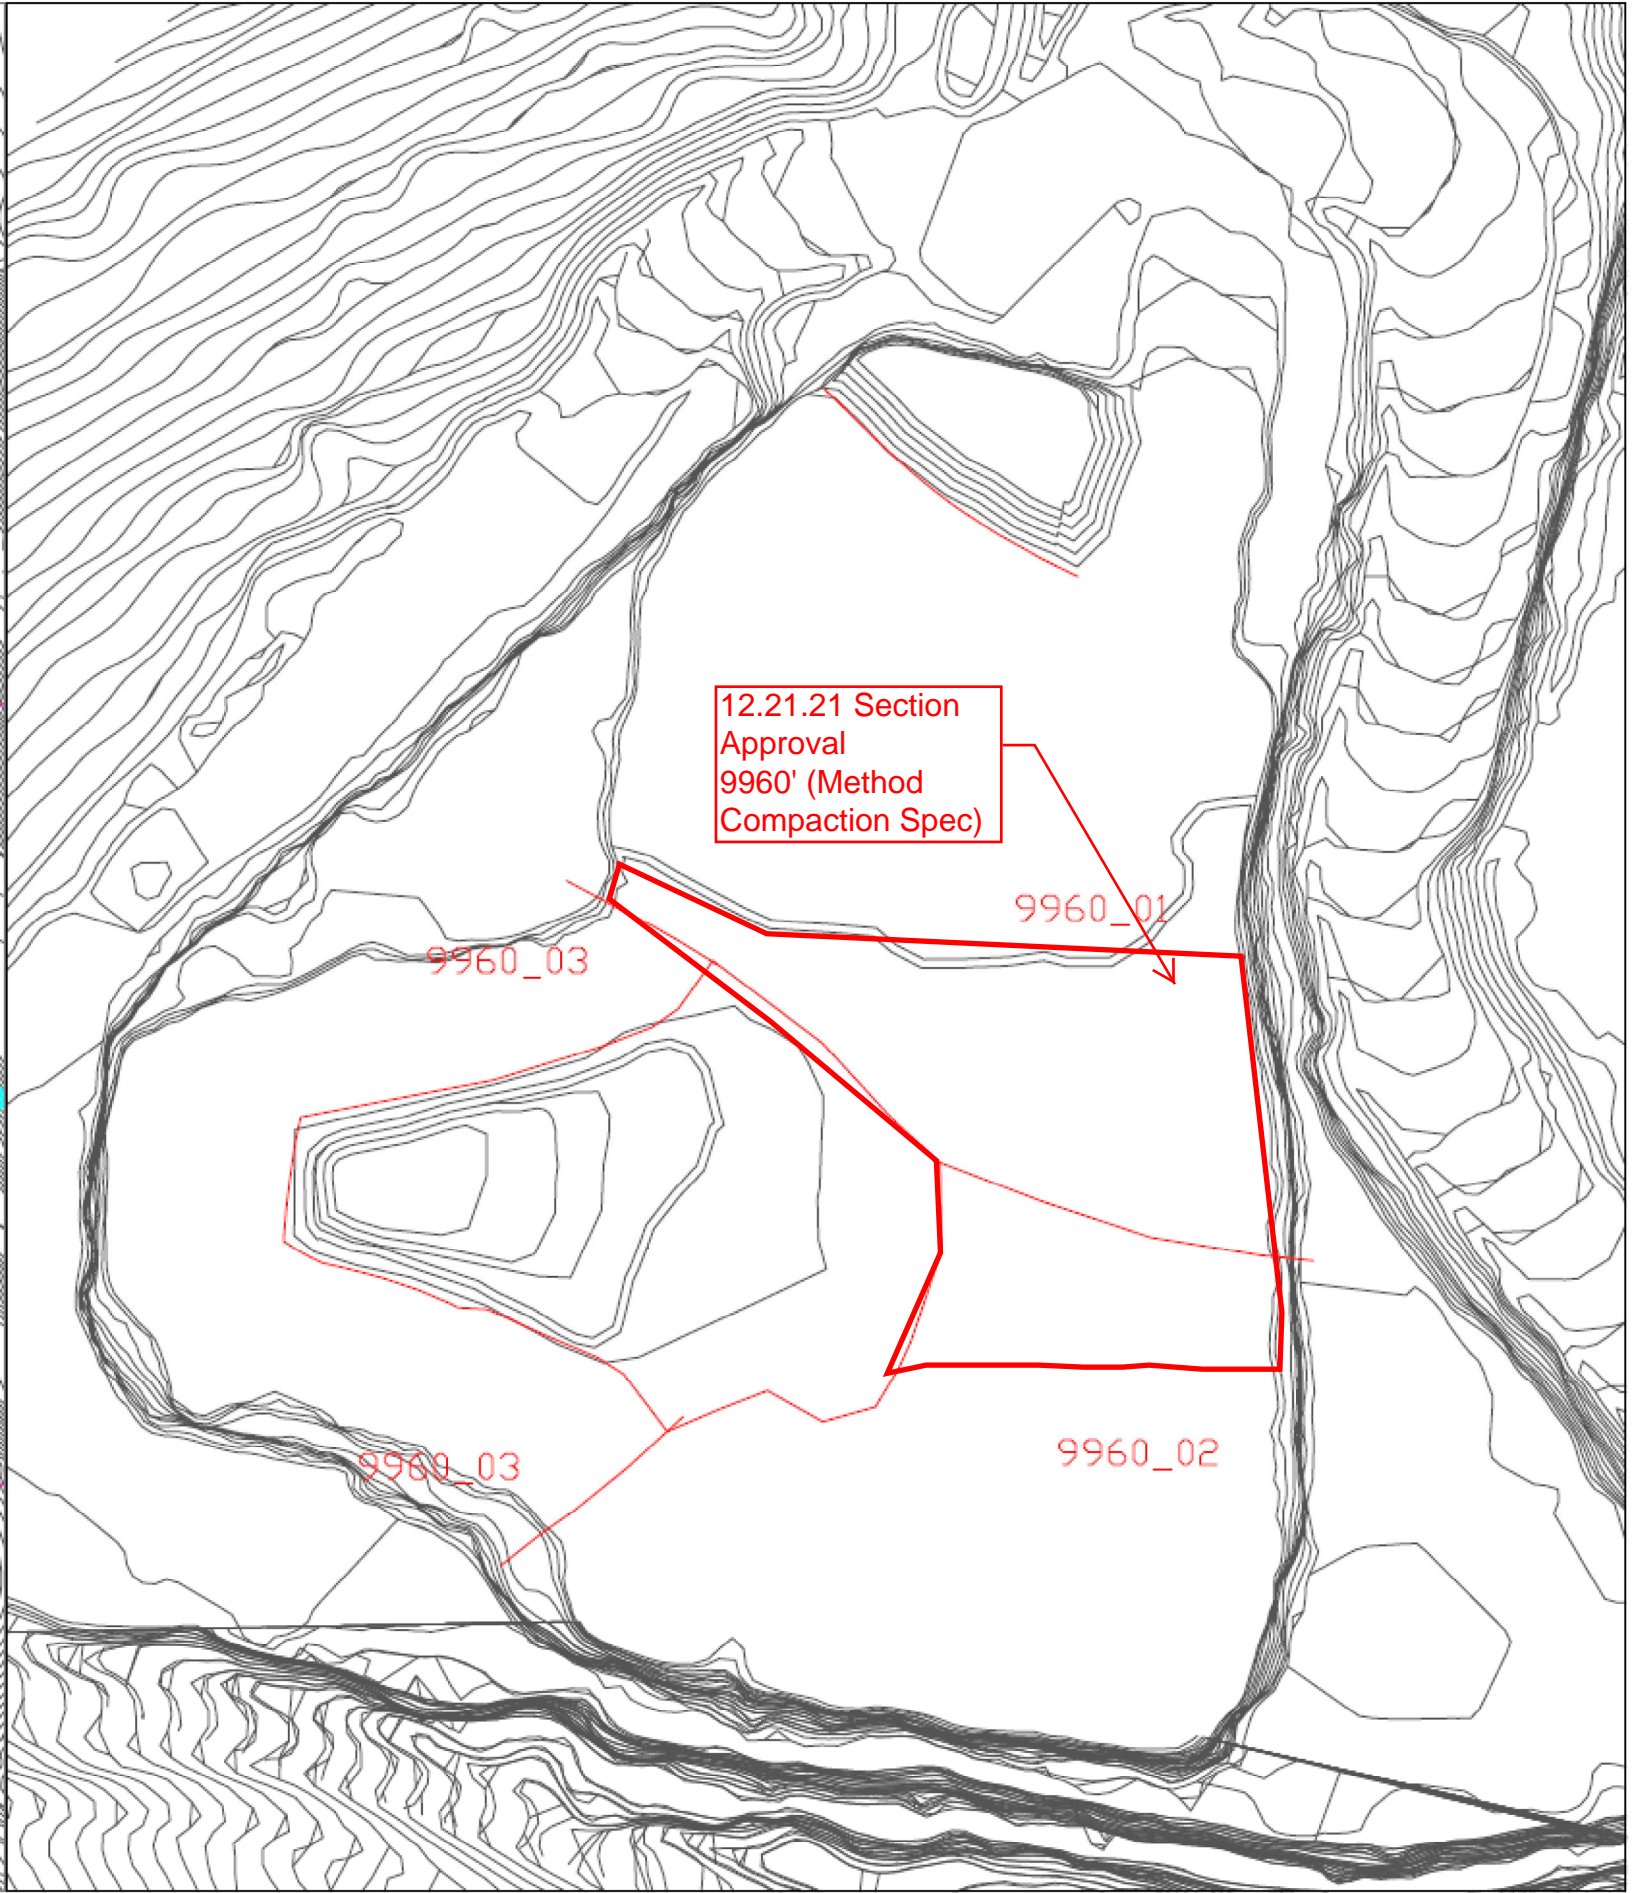 12.21.21 Section
Approval
9960' (Method
Compaction Spec)
9960_01
9960_03
9960_03
9960_02